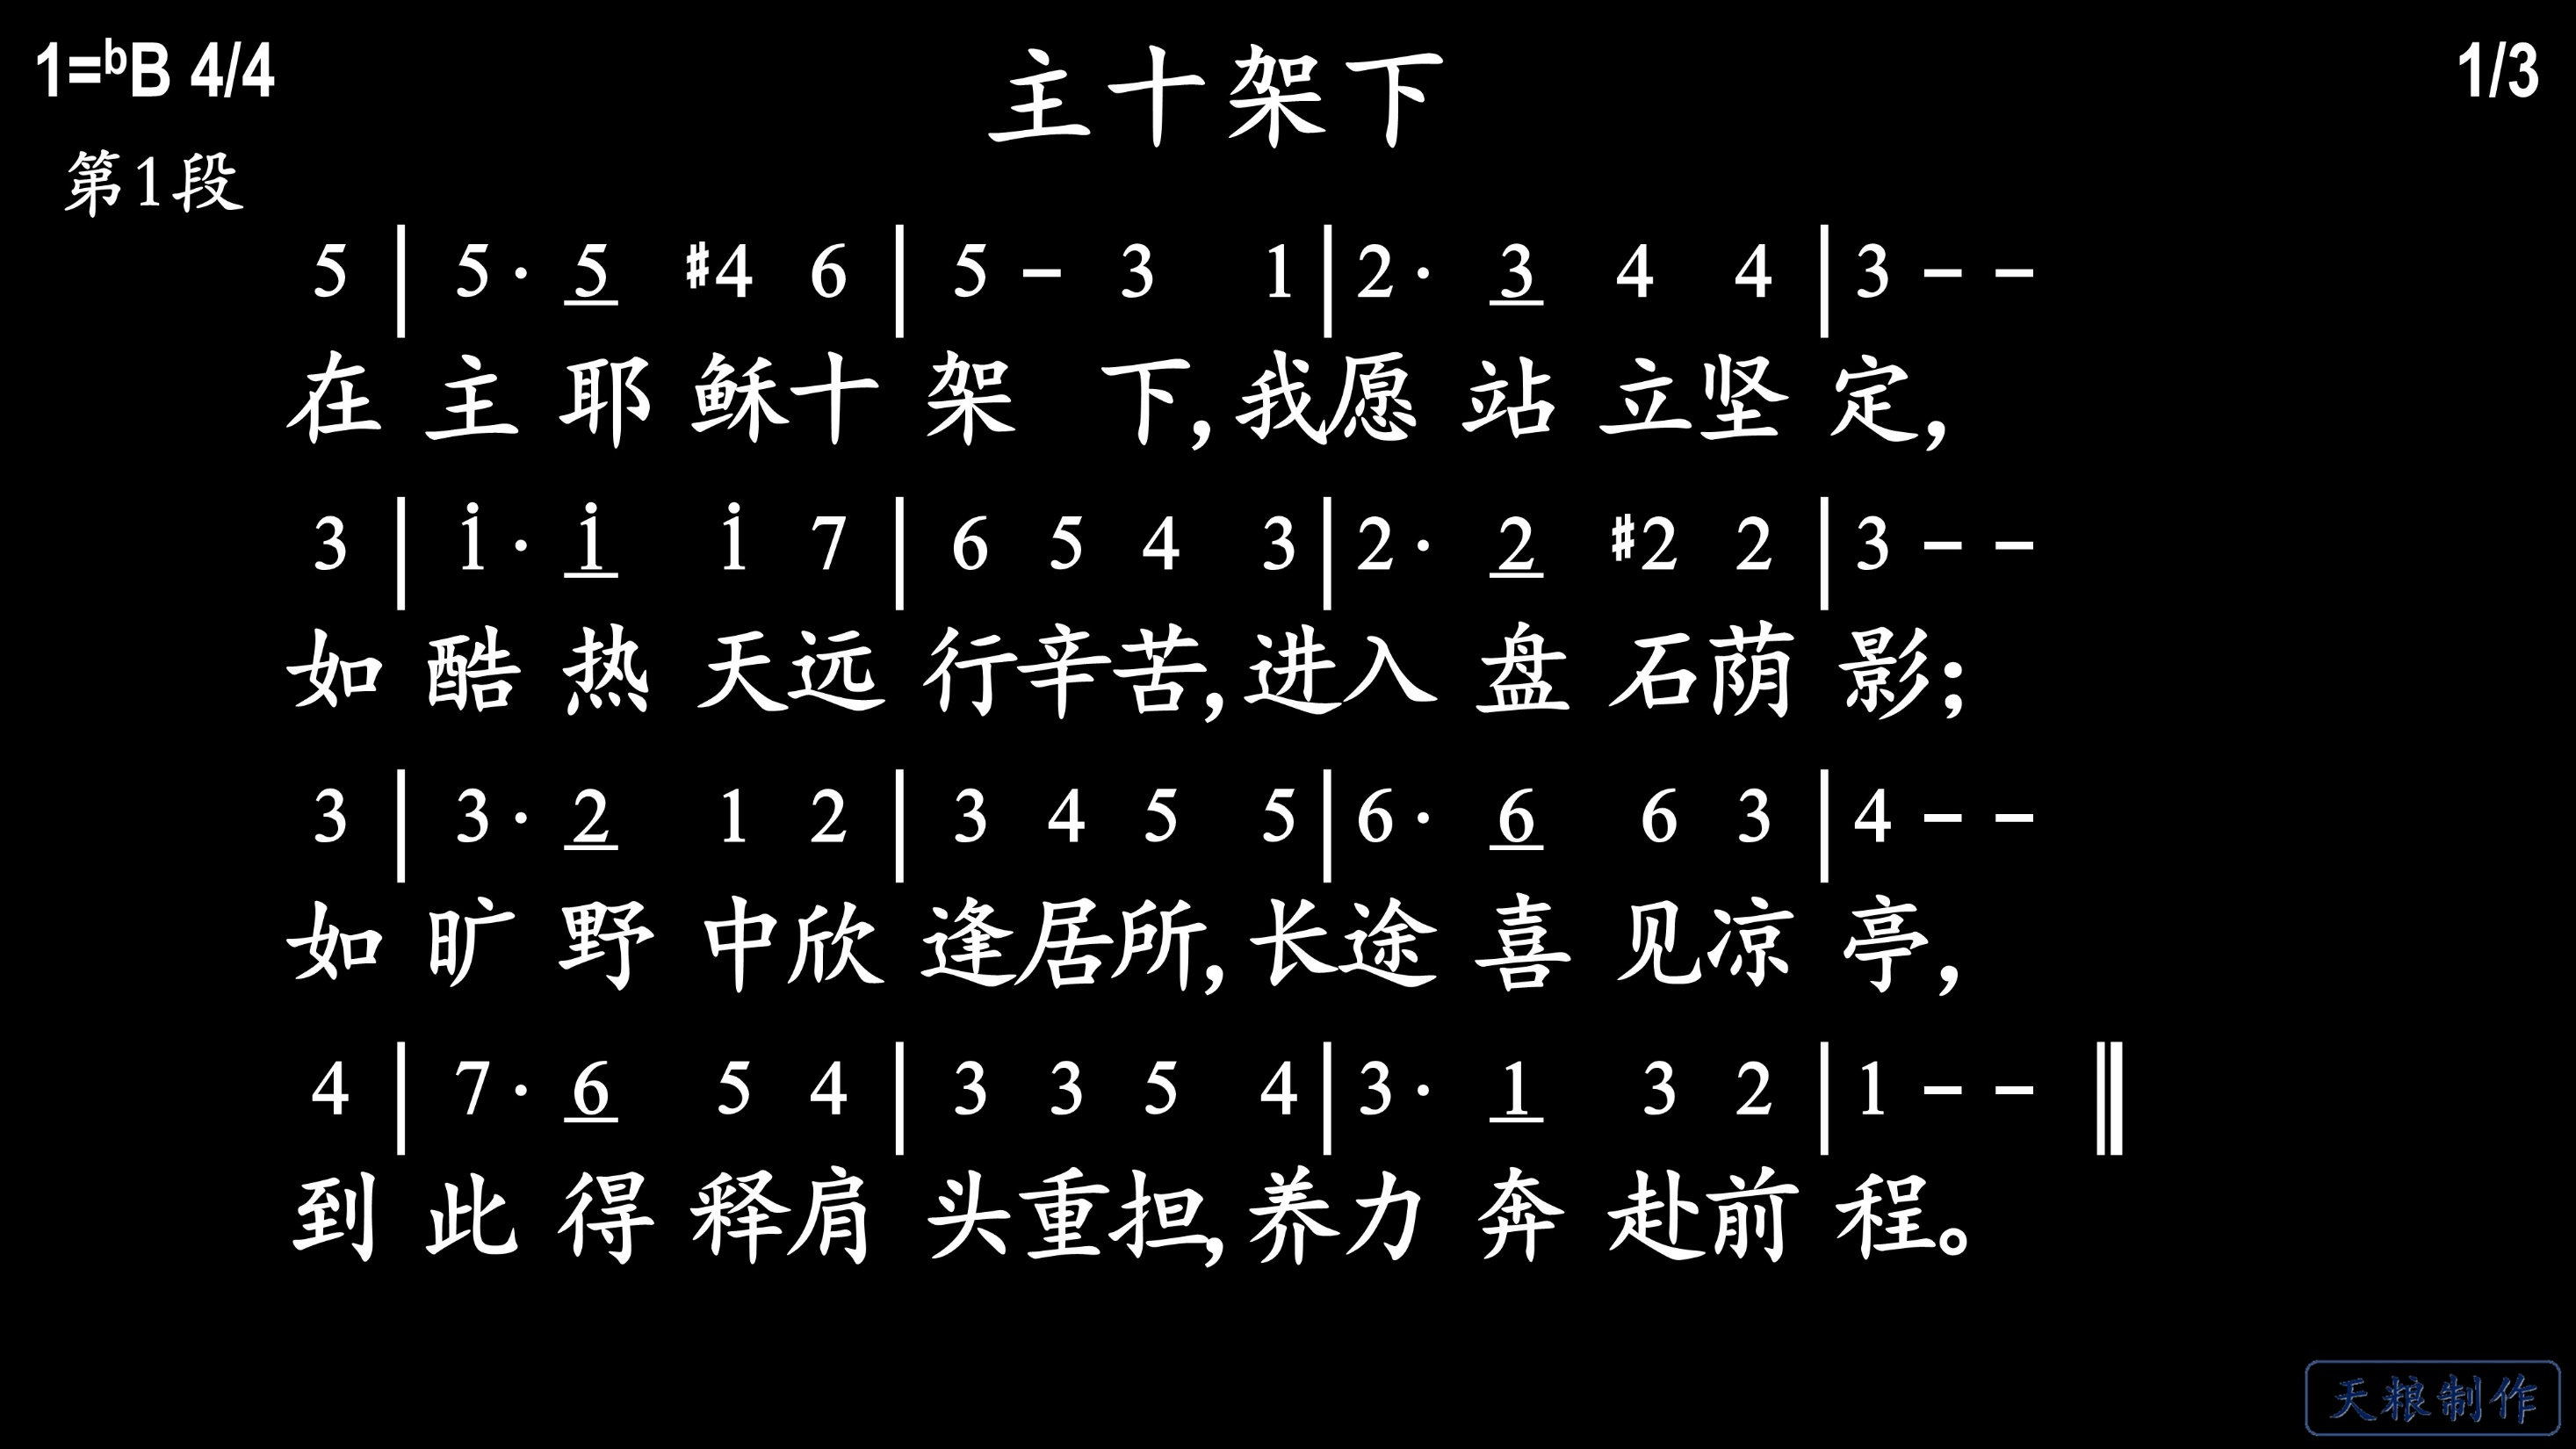 1=ᵇB 4/4
主十架下
1/3
第1段
5 | 5 · 5 #4 6 | 5 – 3 1 | 2 · 3 4 4 | 3 – –
在主耶稣十架下,我愿站立坚定,
3 | i · i i 7 | 6 5 4 3 | 2 · 2 #2 2 | 3 – –
如酷热天远行辛苦,进入盘石荫影;
3 | 3 · 2 1 2 | 3 4 5 5 | 6 · 6 6 3 | 4 – –
如旷野中欣逢居所,长途喜见凉亭,
4 | 7 · 6 5 4 | 3 3 5 4 | 3 · 1 3 2 | 1 – – ‖
到此得释肩头重担,养力奔赴前程。
天粮制作